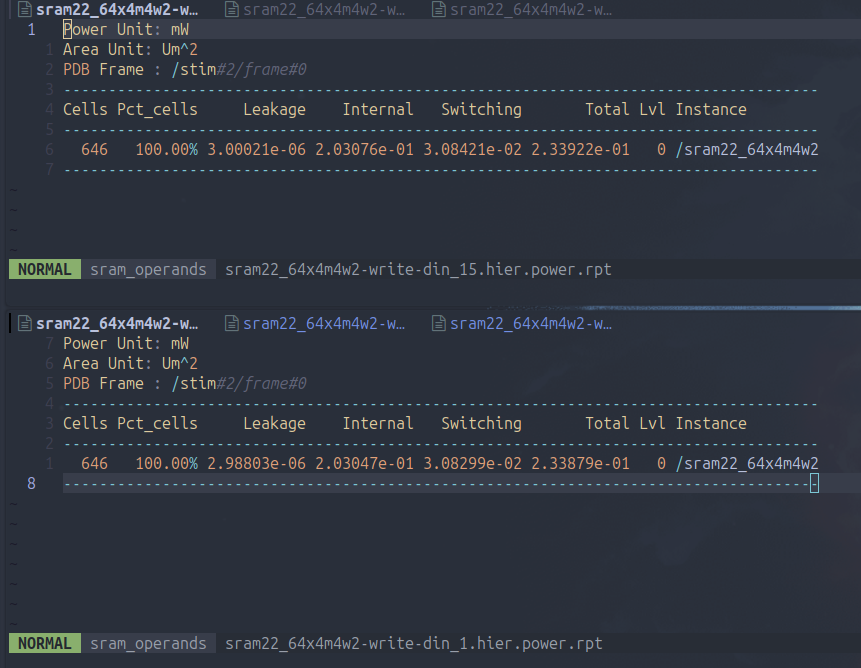 sram22_64x4m4w2-w… sram22_64x4m4w2-w… sram22_64x4m4w2-w…
1 Power Unit: mW
1 Area Unit: Um^2
2 PDB Frame : /stim#2/frame#0
3 ------------------------------------------------------------------------------------
4 Cells Pct_cells Leakage Internal Switching Total Lvl Instance
5 ------------------------------------------------------------------------------------
6 646 100.00% 3.00021e-06 2.03076e-01 3.08421e-02 2.33922e-01 0 /sram22_64x4m4w2
7 ------------------------------------------------------------------------------------
~
~
~
~
NORMAL sram_operands sram22_64x4m4w2-write-din_15.hier.power.rpt
sram22_64x4m4w2-w… sram22_64x4m4w2-w… sram22_64x4m4w2-w…
7 Power Unit: mW
6 Area Unit: Um^2
5 PDB Frame : /stim#2/frame#0
4 ------------------------------------------------------------------------------------
3 Cells Pct_cells Leakage Internal Switching Total Lvl Instance
2 ------------------------------------------------------------------------------------
1 646 100.00% 2.98803e-06 2.03047e-01 3.08299e-02 2.33879e-01 0 /sram22_64x4m4w2
8 ------------------------------------------------------------------------------------
~
~
~
~
~
~
~
NORMAL sram_operands sram22_64x4m4w2-write-din_1.hier.power.rpt